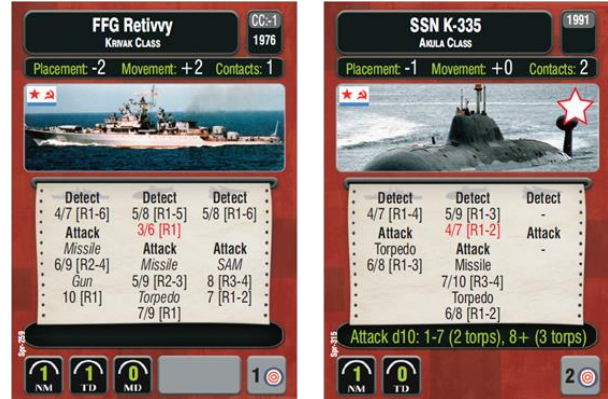 FFG Retivvy
KRIVAK CLASS
CC:-1
1976
Placement: -2 Movement: +2 Contacts: 1
Detect Detect Detect
4/7 [R1-6] 5/8 [R1-5] 5/8 [R1-6]
3/6 [R1]
Attack Attack Attack
Missile Missile SAM
6/9 [R2-4] 5/9 [R2-3] 8 [R3-4]
Gun Torpedo 7 [R1-2]
10 [R1] 7/9 [R1]
Spr-259
1 NM 1 TD 0 MD 1
SSN K-335
AKULA CLASS
1991
Placement: -1 Movement: +0 Contacts: 2
Detect Detect Detect
4/7 [R1-4] 5/9 [R1-3] -
4/7 [R1-2]
Attack Attack Attack
Torpedo Missile -
6/8 [R1-3] 7/10 [R3-4]
Torpedo
6/8 [R1-2]
Attack d10: 1-7 (2 torps), 8+ (3 torps)
Spr-315
1 NM 0 TD 2